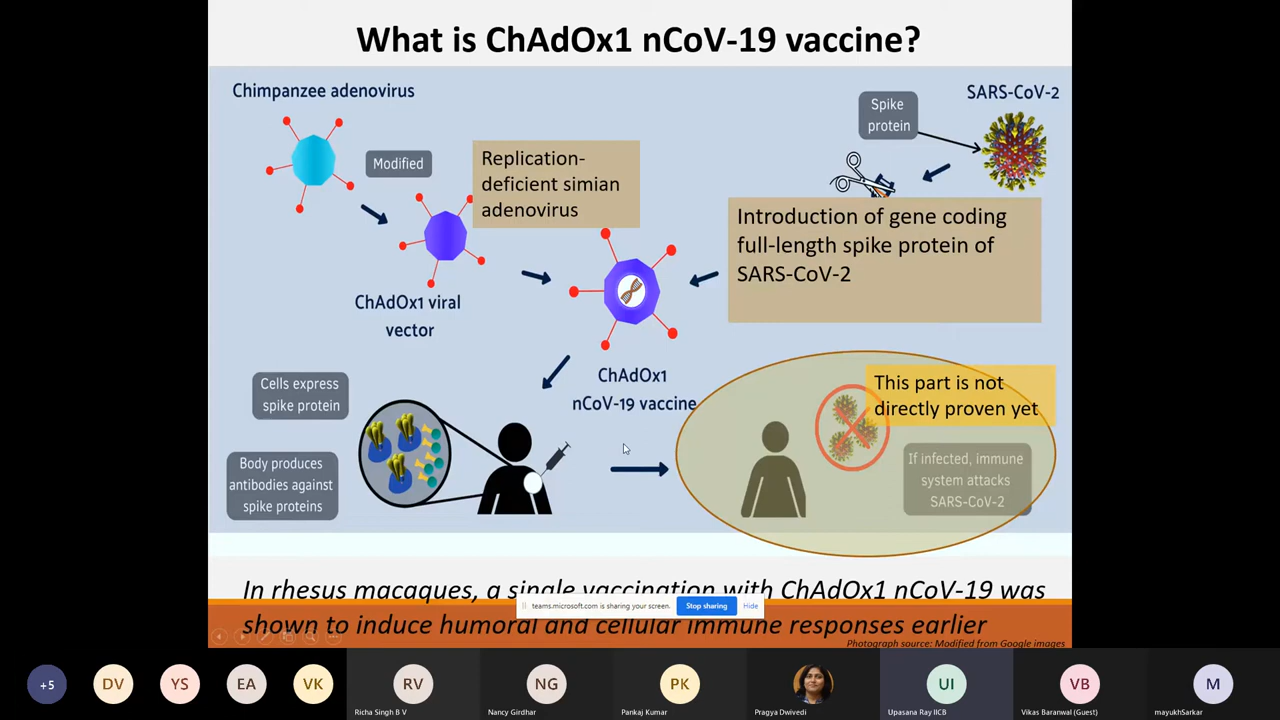 What is ChAdOx1 nCoV-19 vaccine?
Chimpanzee adenovirus
SARS-CoV-2
Spike
protein
Modified
Replication-
deficient simian
adenovirus
Introduction of gene coding
full-length spike protein of
SARS-CoV-2
ChAdOx1 viral
vector
ChAdOx1
nCoV-19 vaccine
Cells express
spike protein
This part is not
directly proven yet
Body produces
antibodies against
spike proteins
If infected, immune
system attacks
SARS-CoV-2
In rhesus macaques, a single vaccination with ChAdOx1 nCoV-19 was
teams.microsoft.com is sharing your screen. Stop sharing Hide
shown to induce humoral and cellular immune responses earlier
Photograph source: Modified from Google images
+5 DV YS EA VK RV NG PK UI VB M
Richa Singh B V Nancy Girdhar Pankaj Kumar Pragya Dwivedi Upasana Ray IICB Vikas Baranwal (Guest) mayukhSarkar